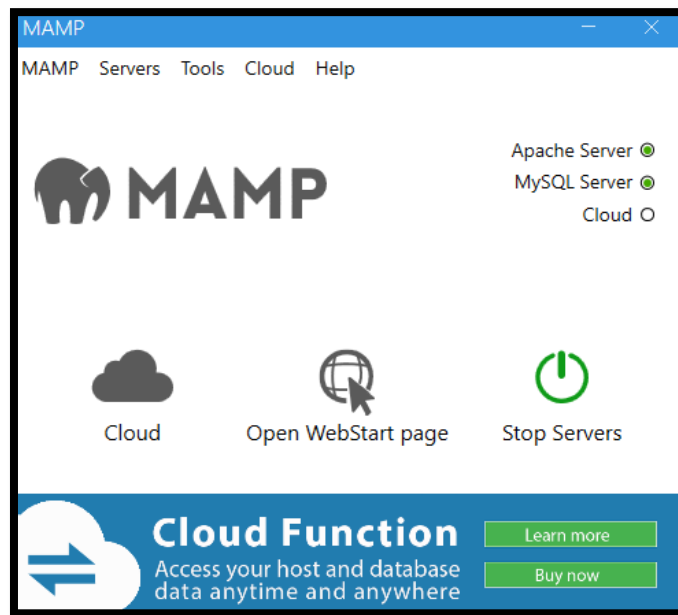 MAMP
MAMP Servers Tools Cloud Help
Apache Server
MySQL Server
Cloud
MAMP
Cloud
Open WebStart page
Stop Servers
Cloud Function
Access your host and database
data anytime and anywhere
Learn more
Buy now